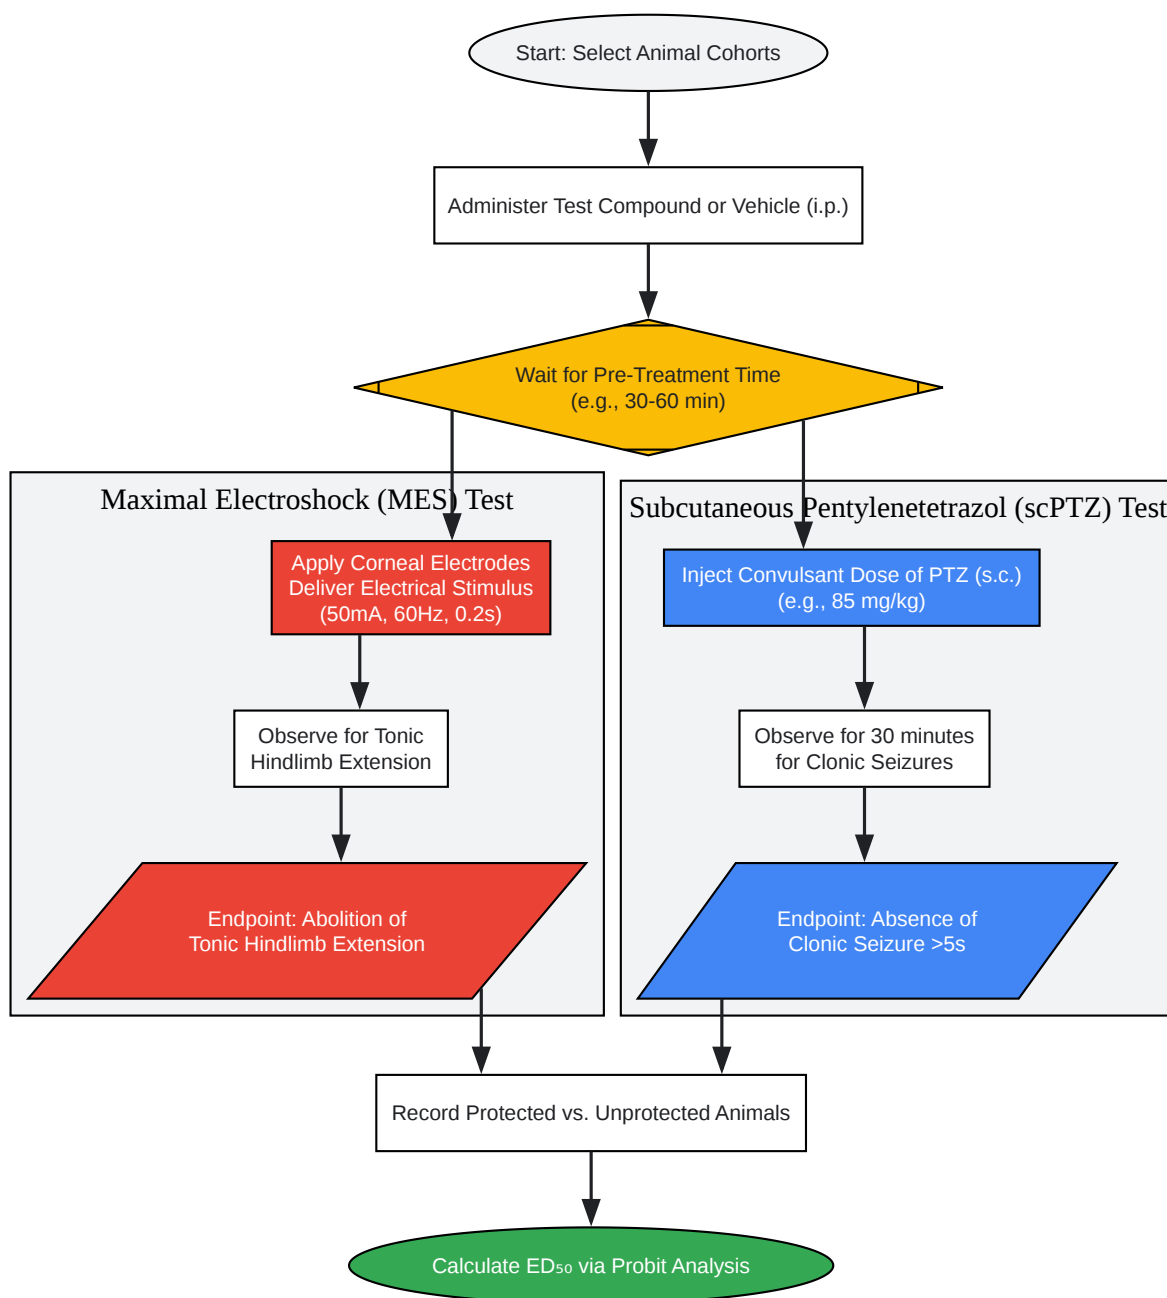 Start: Select Animal Cohorts
Administer Test Compound or Vehicle (i.p.)
Wait for Pre-Treatment Time
(e.g., 30-60 min)
Maximal Electroshock (MES) Test
Apply Corneal Electrodes
Deliver Electrical Stimulus
(50mA, 60Hz, 0.2s)
Observe for Tonic
Hindlimb Extension
Endpoint: Abolition of
Tonic Hindlimb Extension
Subcutaneous Pentylenetetrazol (scPTZ) Test
Inject Convulsant Dose of PTZ (s.c.)
(e.g., 85 mg/kg)
Observe for 30 minutes
for Clonic Seizures
Endpoint: Absence of
Clonic Seizure >5s
Record Protected vs. Unprotected Animals
Calculate ED₅₀ via Probit Analysis